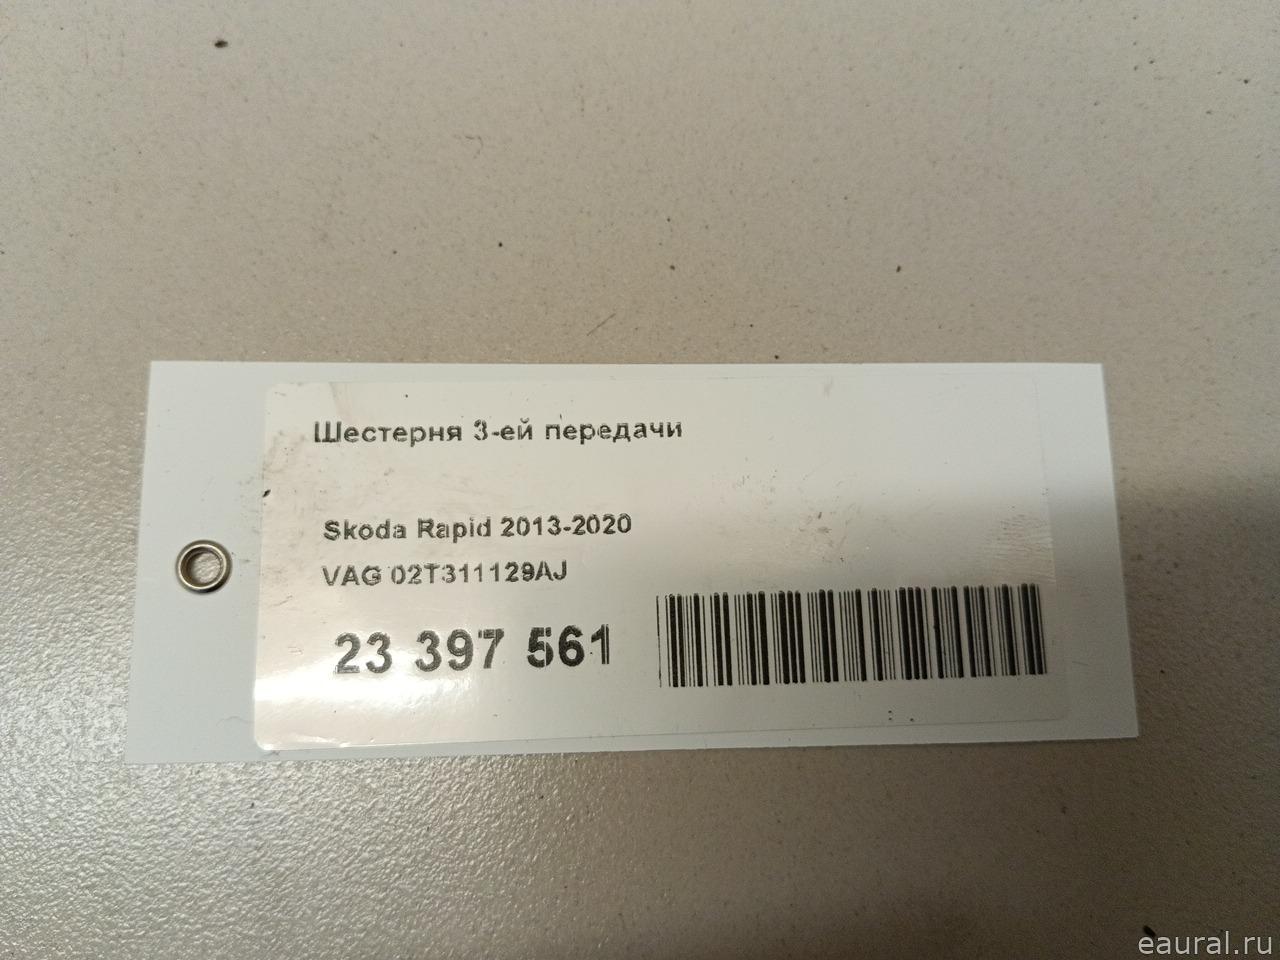 Шестерня 3-ей передачи
Skoda Rapid 2013-2020
VAG 02T311129AJ
23 397 561
eaural.ru